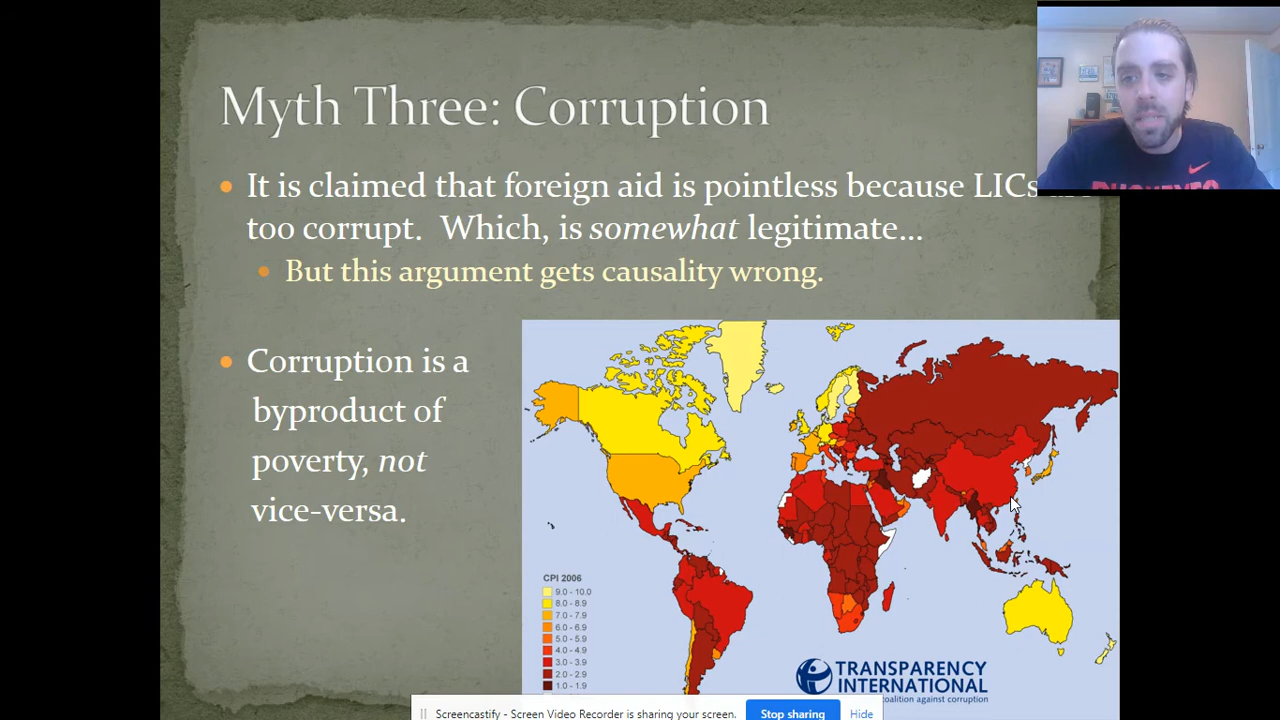 Myth Three: Corruption
It is claimed that foreign aid is pointless because LICs
too corrupt. Which, is somewhat legitimate...
But this argument gets causality wrong.
Corruption is a
byproduct of
poverty, not
vice-versa.
CPI 2006
9.0 - 10.0
8.0 - 8.9
7.0 - 7.9
6.0 - 6.9
5.0 - 5.9
4.0 - 4.9
3.0 - 3.9
2.0 - 2.9
1.0 - 1.9
TRANSPARENCY
INTERNATIONAL
coalition against corruption
Screencastify - Screen Video Recorder is sharing your screen.
Stop sharing
Hide